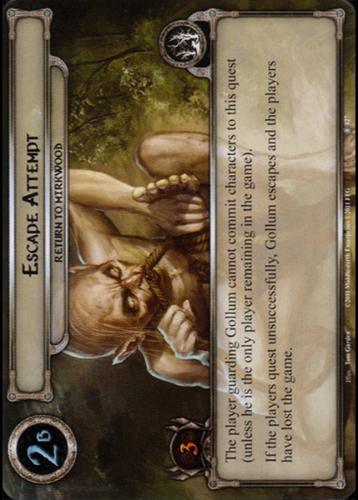 2B
ESCAPE ATTEMPT
RETURN TO MIRKWOOD
3
The player guarding Gollum cannot commit characters to this quest
(unless he is the only player remaining in the game).
If the players quest unsuccessfully, Gollum escapes and the players
have lost the game.
Illus. Tom Garden ©2011 Middle-earth Enterprises ©2011 FFG 127